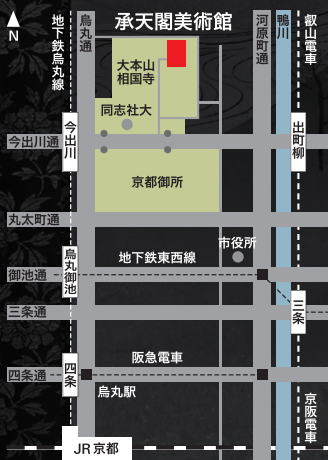 承天閣美術館
N
地下鉄烏丸線
烏丸通
河原町通
鴨川
叡山電車
大本山
相国寺
同志社大
今出川通
今出川
出町柳
京都御所
丸太町通
烏丸御池
地下鉄東西線
市役所
御池通
三条通
三条
阪急電車
四条通
四条
烏丸駅
京阪電車
JR京都